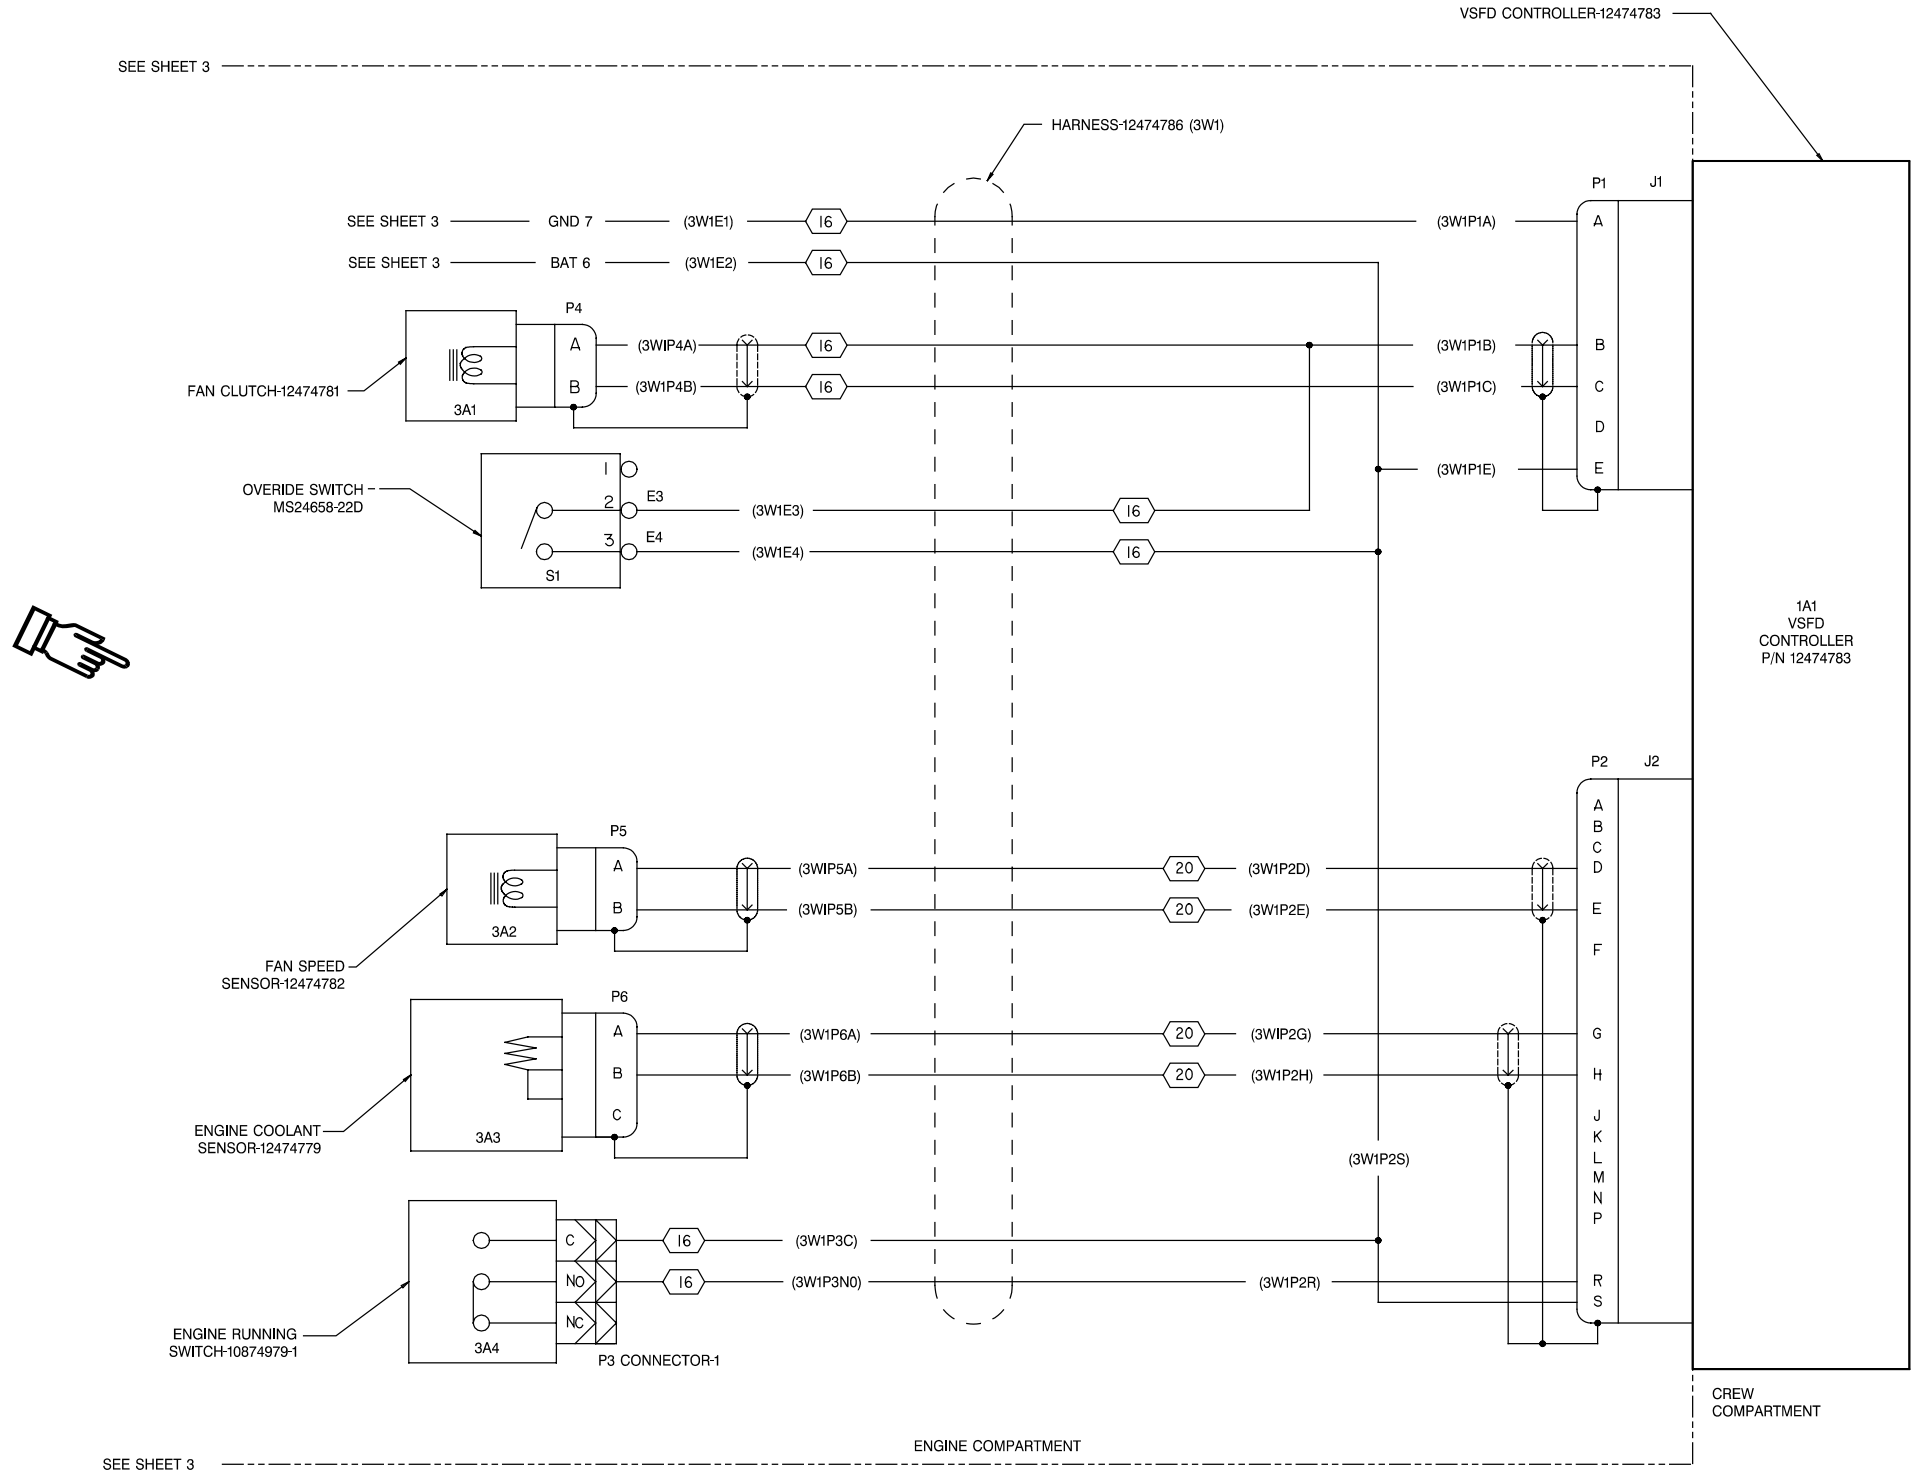 VSFD CONTROLLER-12474783
SEE SHEET 3
HARNESS-12474786 (3W1)
P1 J1
SEE SHEET 3 GND 7 (3W1E1) 16 (3W1P1A) A
SEE SHEET 3 BAT 6 (3W1E2) 16
P4
A (3WIP4A) 16 (3W1P1B) B
FAN CLUTCH-12474781
B (3W1P4B) 16 (3W1P1C) C
3A1
D
1
(3W1P1E) E
OVERIDE SWITCH
MS24658-22D
2 E3 (3W1E3) 16
3 E4 (3W1E4) 16
S1
1A1
VSFD
CONTROLLER
P/N 12474783
P2 J2
A
B
C
P5
A (3WIP5A) 20 (3W1P2D) D
B (3WIP5B) 20 (3W1P2E) E
3A2
F
FAN SPEED
SENSOR-12474782
P6
A (3W1P6A) 20 (3WIP2G) G
B (3W1P6B) 20 (3W1P2H) H
C
J
ENGINE COOLANT
SENSOR-12474779
3A3
K
L
(3W1P2S)
M
N
P
C 16 (3W1P3C)
NO 16 (3W1P3N0) (3W1P2R) R
S
NC
ENGINE RUNNING
SWITCH-10874979-1
3A4
P3 CONNECTOR-1
CREW
COMPARTMENT
ENGINE COMPARTMENT
SEE SHEET 3